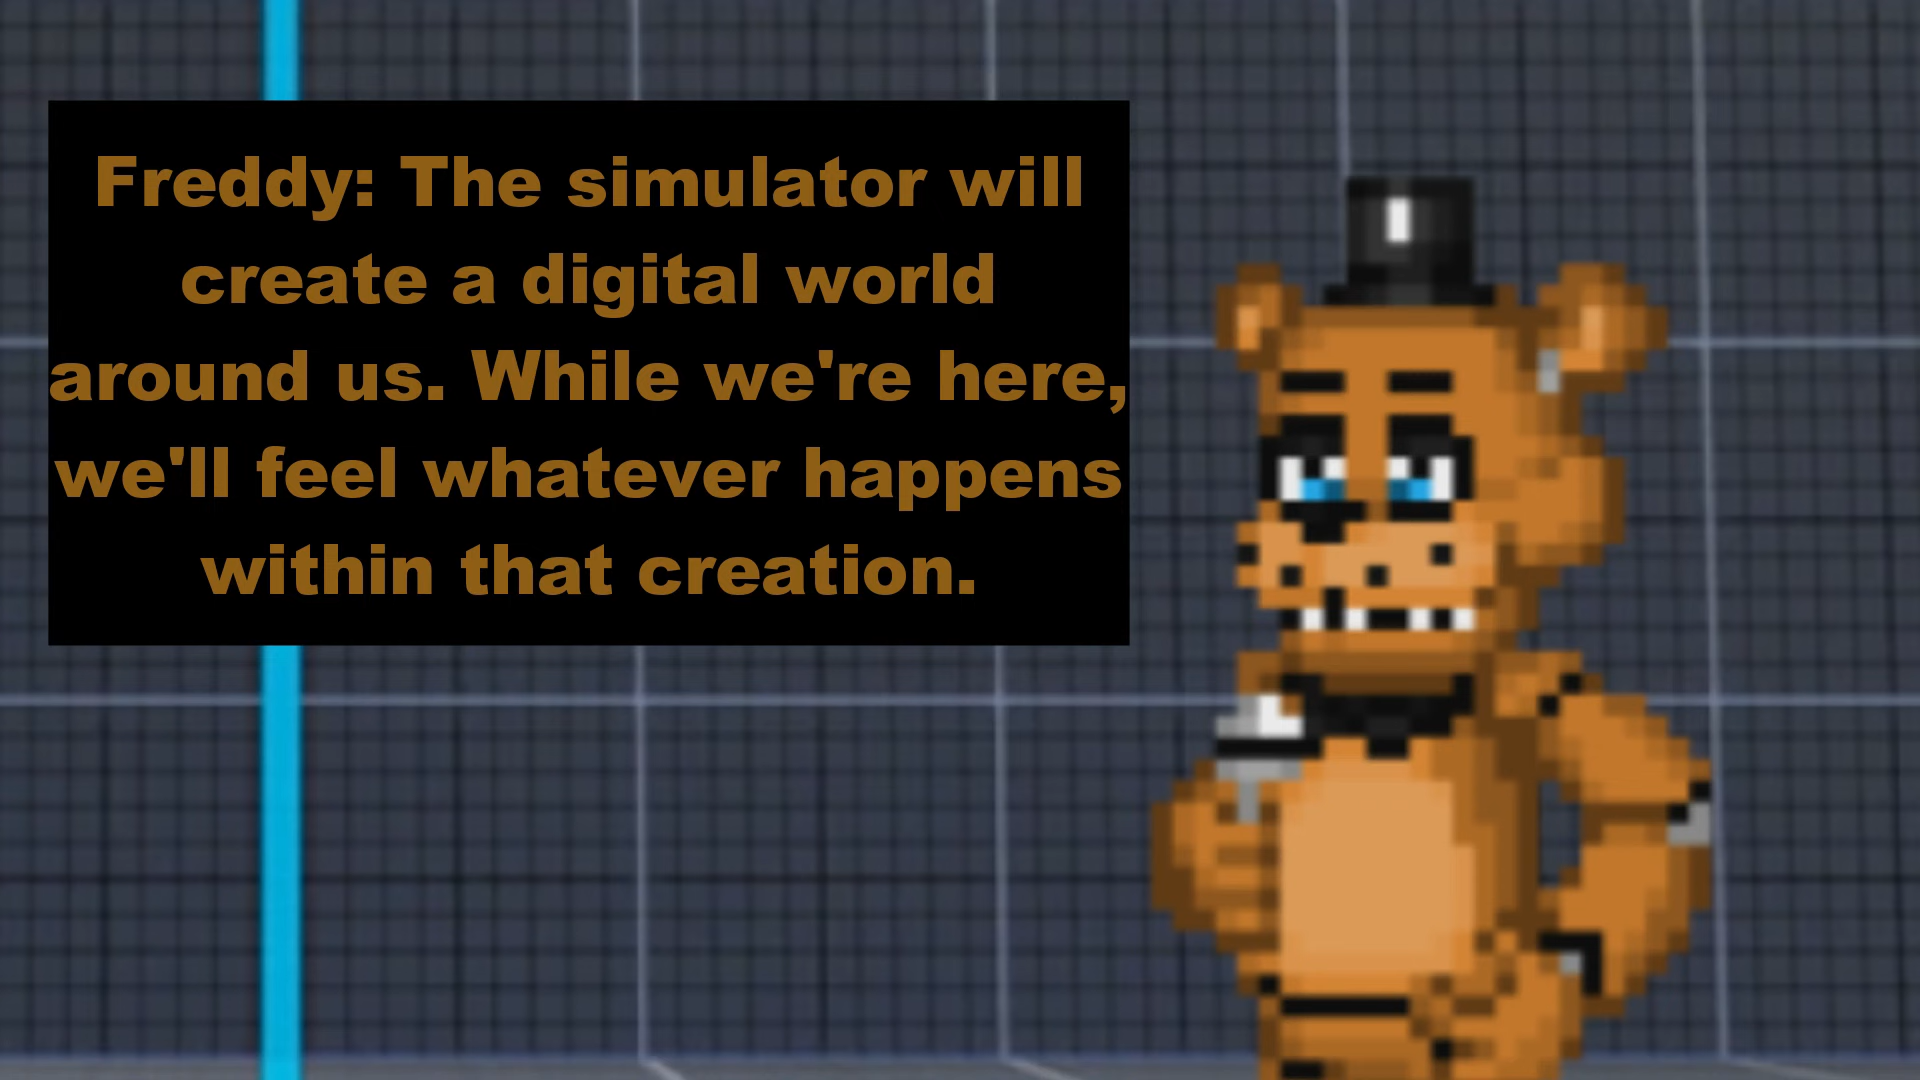 Freddy: The simulator will
create a digital world
around us. While we're here,
we'll feel whatever happens
within that creation.